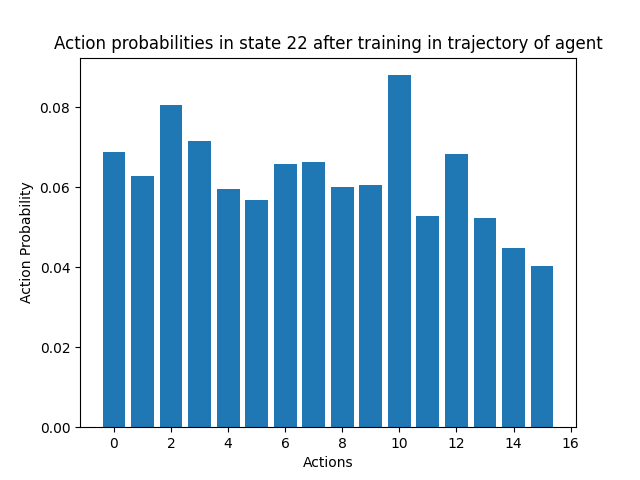 Action probabilities in state 22 after training in trajectory of agent
0.08
0.06
0.04
0.02
0.00
Action Probability
0 2 4 6 8 10 12 14 16
Actions